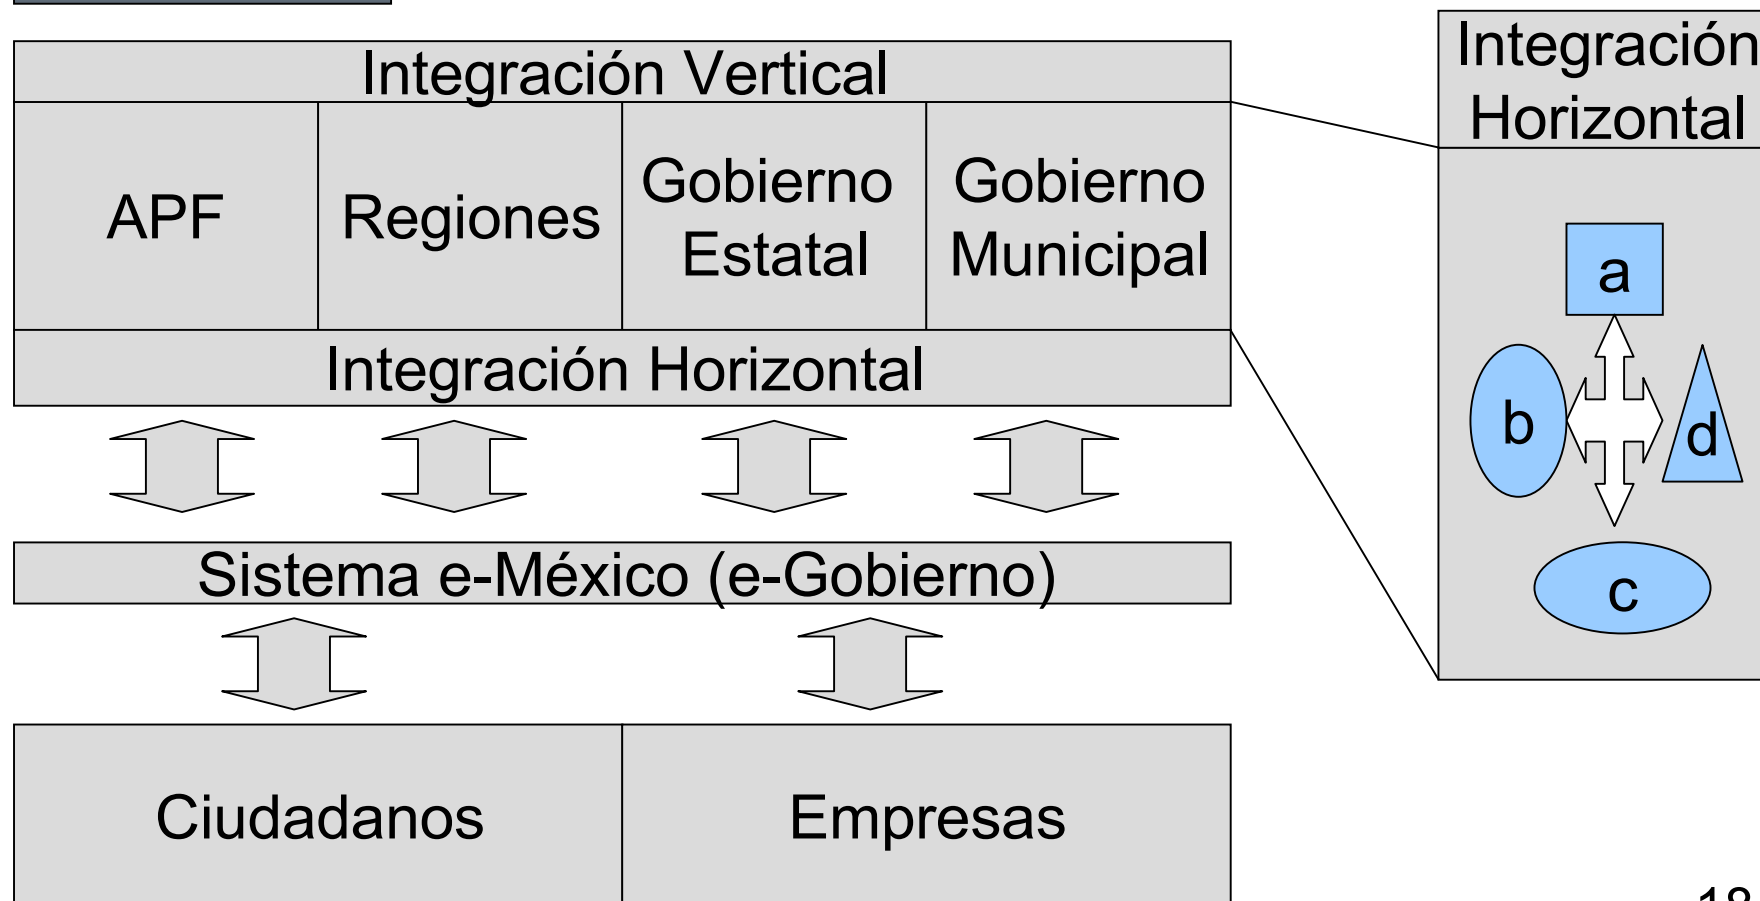 Integración Vertical
APF
Regiones
Gobierno
Estatal
Gobierno
Municipal
Integración Horizontal
Sistema e-México (e-Gobierno)
Ciudadanos
Empresas
Integración
Horizontal
a
b
d
c